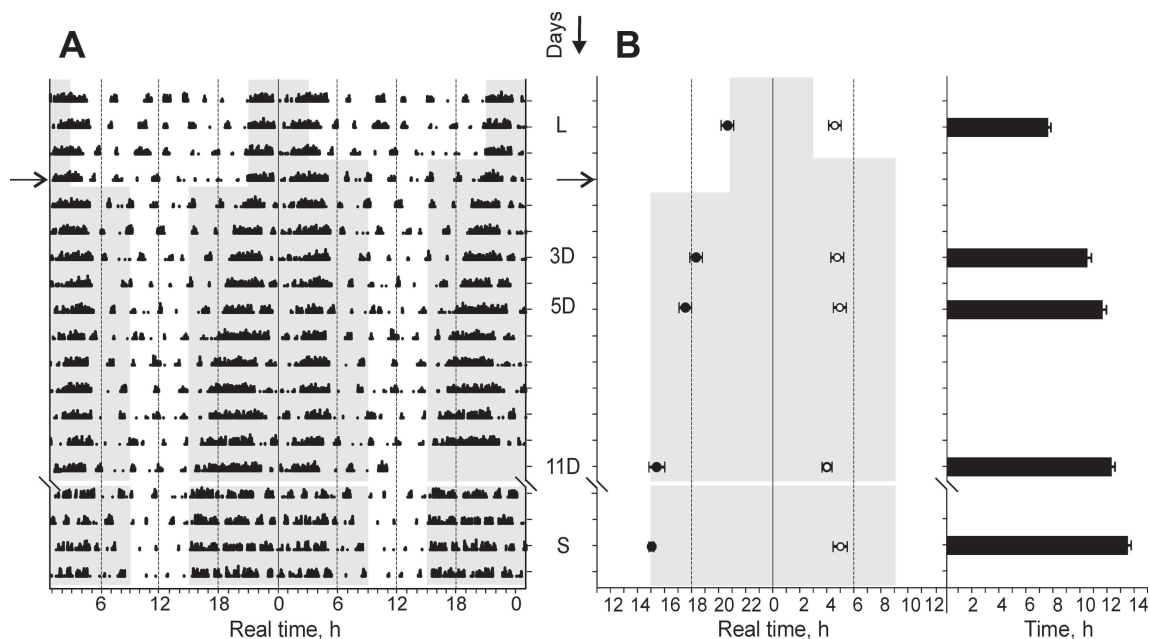 A
Days
B
L
3D
5D
11D
S
6 12 18 0 6 12 18 0
12 14 16 18 20 22 0 2 4 6 8 10 12
2 4 6 8 10 12 14
Real time, h
Real time, h
Time, h